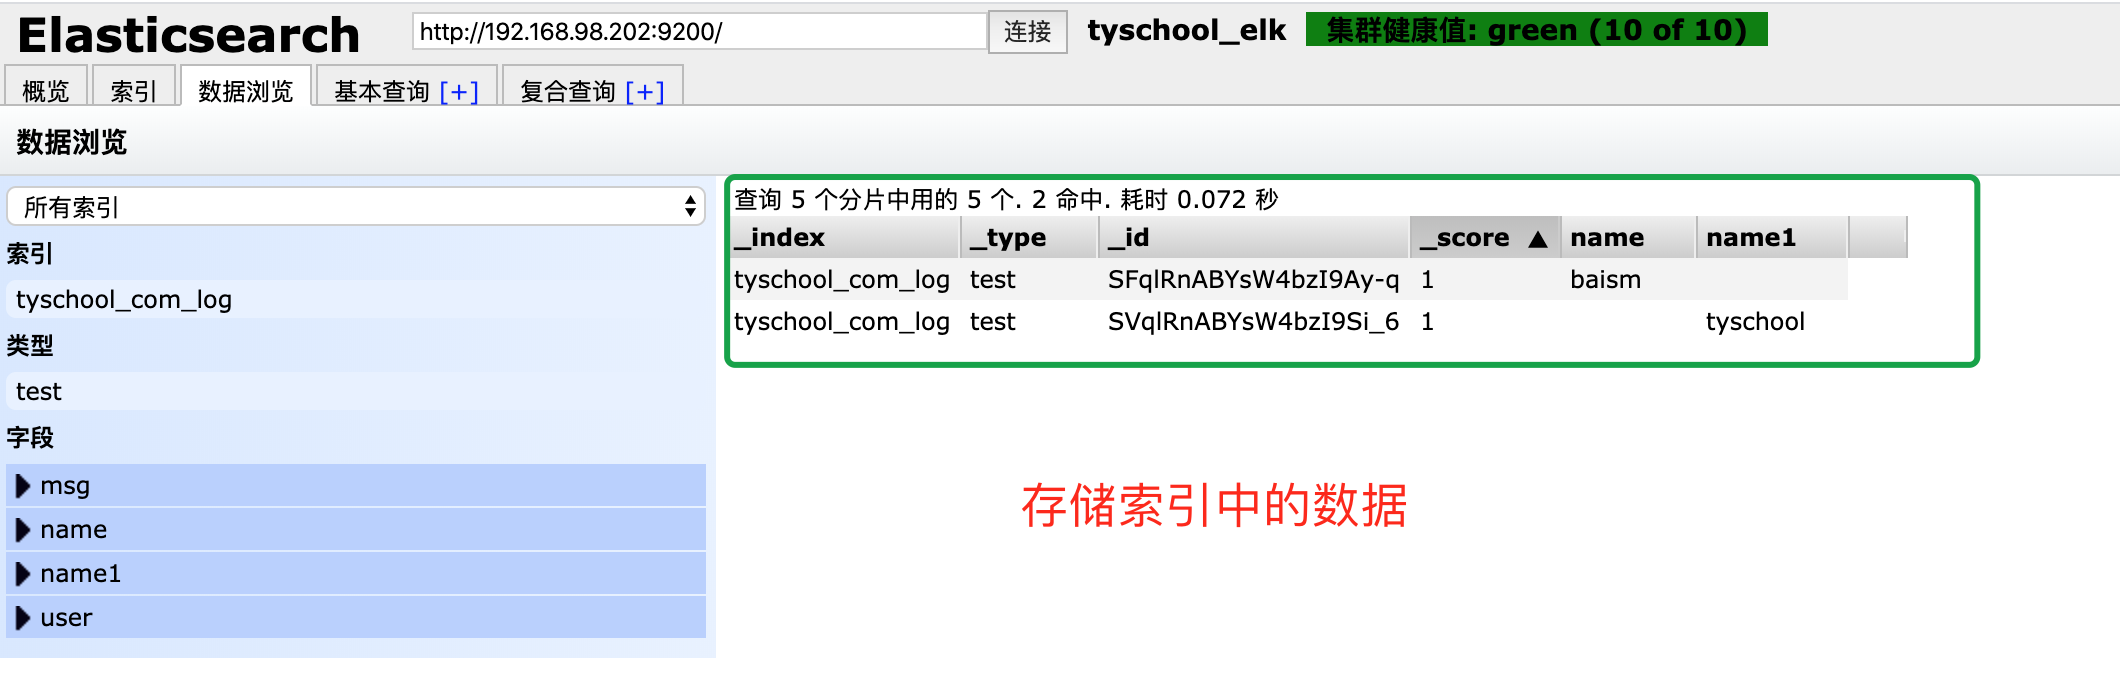 Elasticsearch http://192.168.98.202:9200/ 连接 tyschool_elk 集群健康值: green (10 of 10)
概览 索引 数据浏览 基本查询 [+] 复合查询 [+]
数据浏览
所有索引
索引
tyschool_com_log
类型
test
字段
msg
name
name1
user
查询 5 个分片中用的 5 个. 2 命中. 耗时 0.072 秒
_index _type _id _score ▲ name name1
tyschool_com_log test SFqlRnABYsW4bzI9Ay-q 1 baism
tyschool_com_log test SVqlRnABYsW4bzI9Si_6 1 tyschool
存储索引中的数据